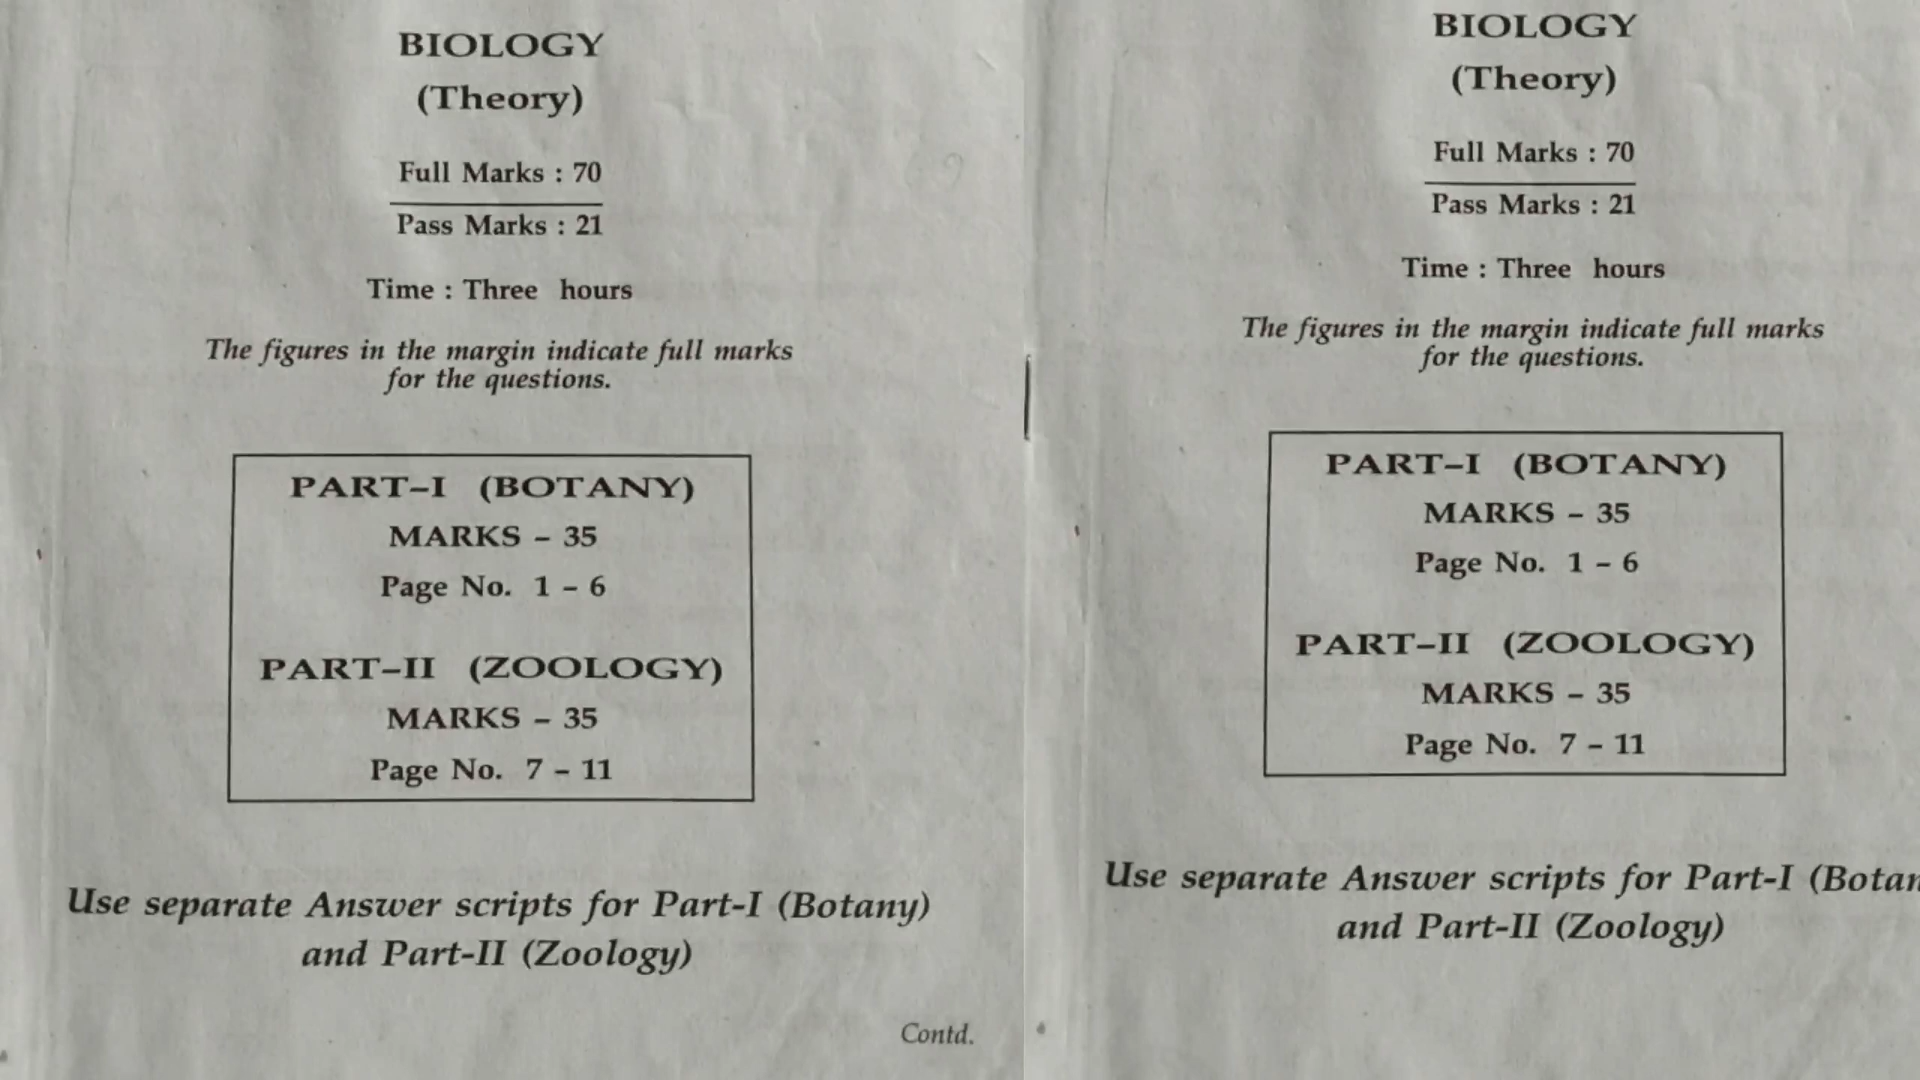 BIOLOGY
(Theory)
Full Marks : 70
Pass Marks : 21
Time : Three hours
The figures in the margin indicate full marks
for the questions.
PART–I (BOTANY)
MARKS – 35
Page No. 1 – 6
PART–II (ZOOLOGY)
MARKS – 35
Page No. 7 – 11
Use separate Answer scripts for Part-I (Botany)
and Part-II (Zoology)
Contd.
BIOLOGY
(Theory)
Full Marks : 70
Pass Marks : 21
Time : Three hours
The figures in the margin indicate full marks
for the questions.
PART–I (BOTANY)
MARKS – 35
Page No. 1 – 6
PART–II (ZOOLOGY)
MARKS – 35
Page No. 7 – 11
Use separate Answer scripts for Part-I (Botan
and Part-II (Zoology)